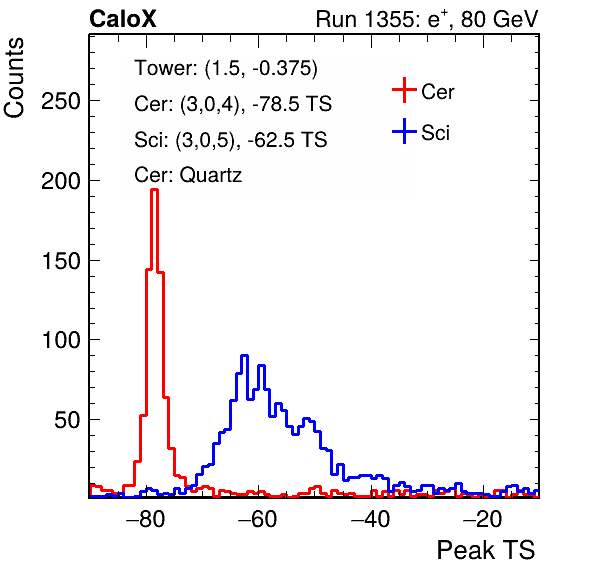 CaloX Run 1355: e⁺, 80 GeV
Counts
Tower: (1.5, -0.375)
Cer: (3,0,4), -78.5 TS
Sci: (3,0,5), -62.5 TS
Cer: Quartz
Cer
Sci
250
200
150
100
50
−80 −60 −40 −20
Peak TS